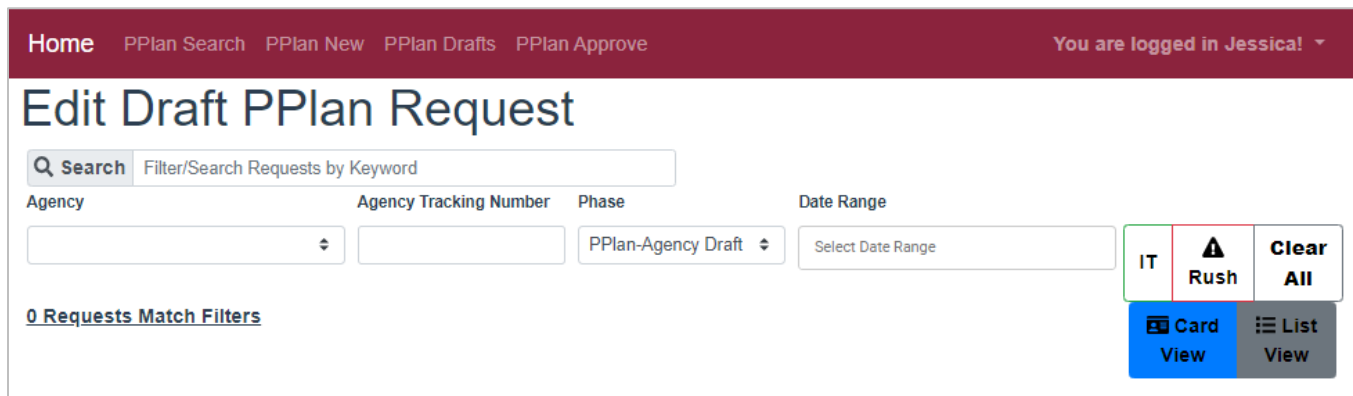 Home PPlan Search PPlan New PPlan Drafts PPlan Approve You are logged in Jessica!
Edit Draft PPlan Request
Search Filter/Search Requests by Keyword
Agency Agency Tracking Number Phase Date Range
PPlan-Agency Draft Select Date Range
IT Rush Clear All
0 Requests Match Filters
Card View List View